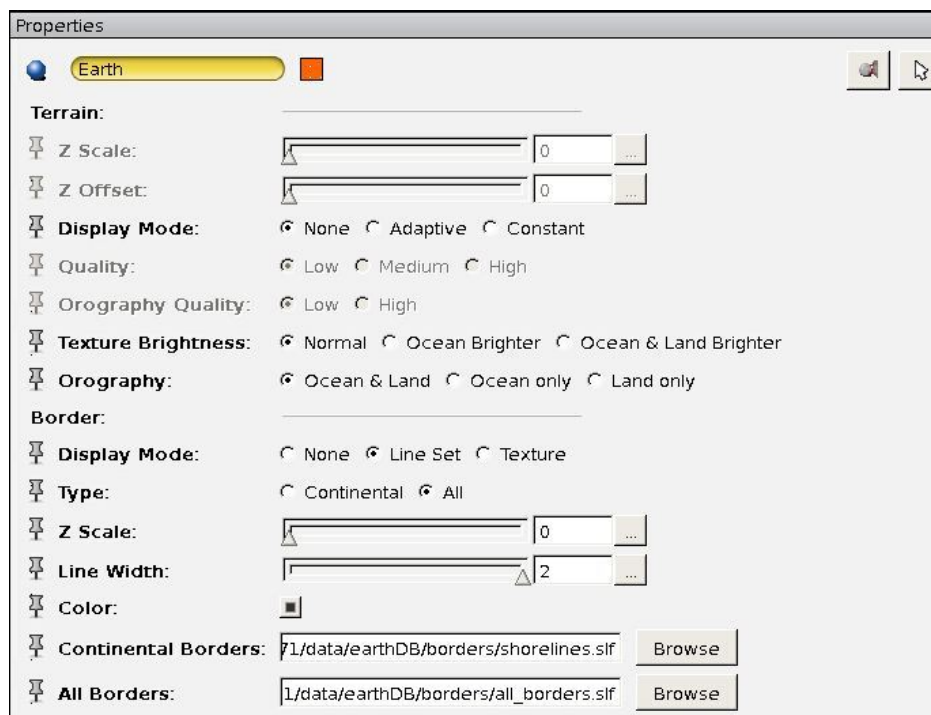 Properties
Earth
Terrain:
Z Scale: 0 ...
Z Offset: 0 ...
Display Mode: None Adaptive Constant
Quality: Low Medium High
Orography Quality: Low High
Texture Brightness: Normal Ocean Brighter Ocean & Land Brighter
Orography: Ocean & Land Ocean only Land only
Border:
Display Mode: None Line Set Texture
Type: Continental All
Z Scale: 0 ...
Line Width: 2 ...
Color:
Continental Borders: 71/data/earthDB/borders/shorelines.slf Browse
All Borders: 1/data/earthDB/borders/all_borders.slf Browse